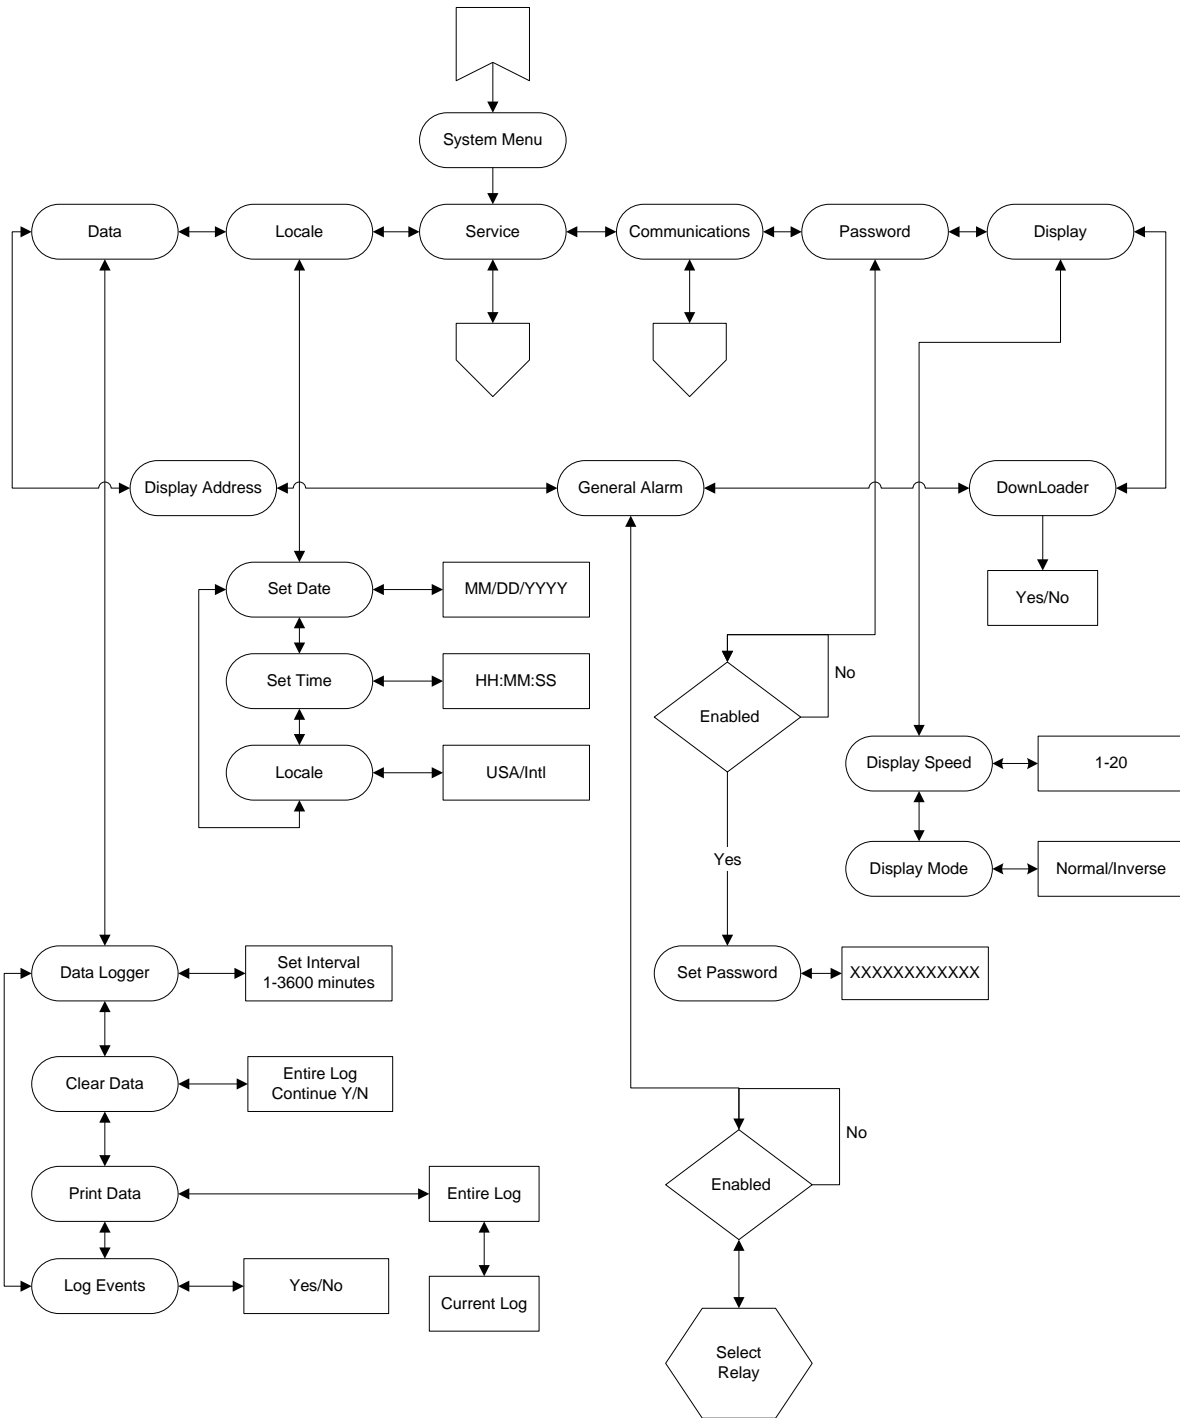 System Menu
Data
Locale
Service
Communications
Password
Display
Display Address
General Alarm
DownLoader
Yes/No
Set Date
MM/DD/YYYY
Set Time
HH:MM:SS
Locale
USA/Intl
No
Enabled
Yes
Set Password
XXXXXXXXXXXX
Display Speed
1-20
Display Mode
Normal/Inverse
Data Logger
Set Interval
1-3600 minutes
Clear Data
Entire Log
Continue Y/N
Print Data
Entire Log
Log Events
Yes/No
Current Log
No
Enabled
Select
Relay